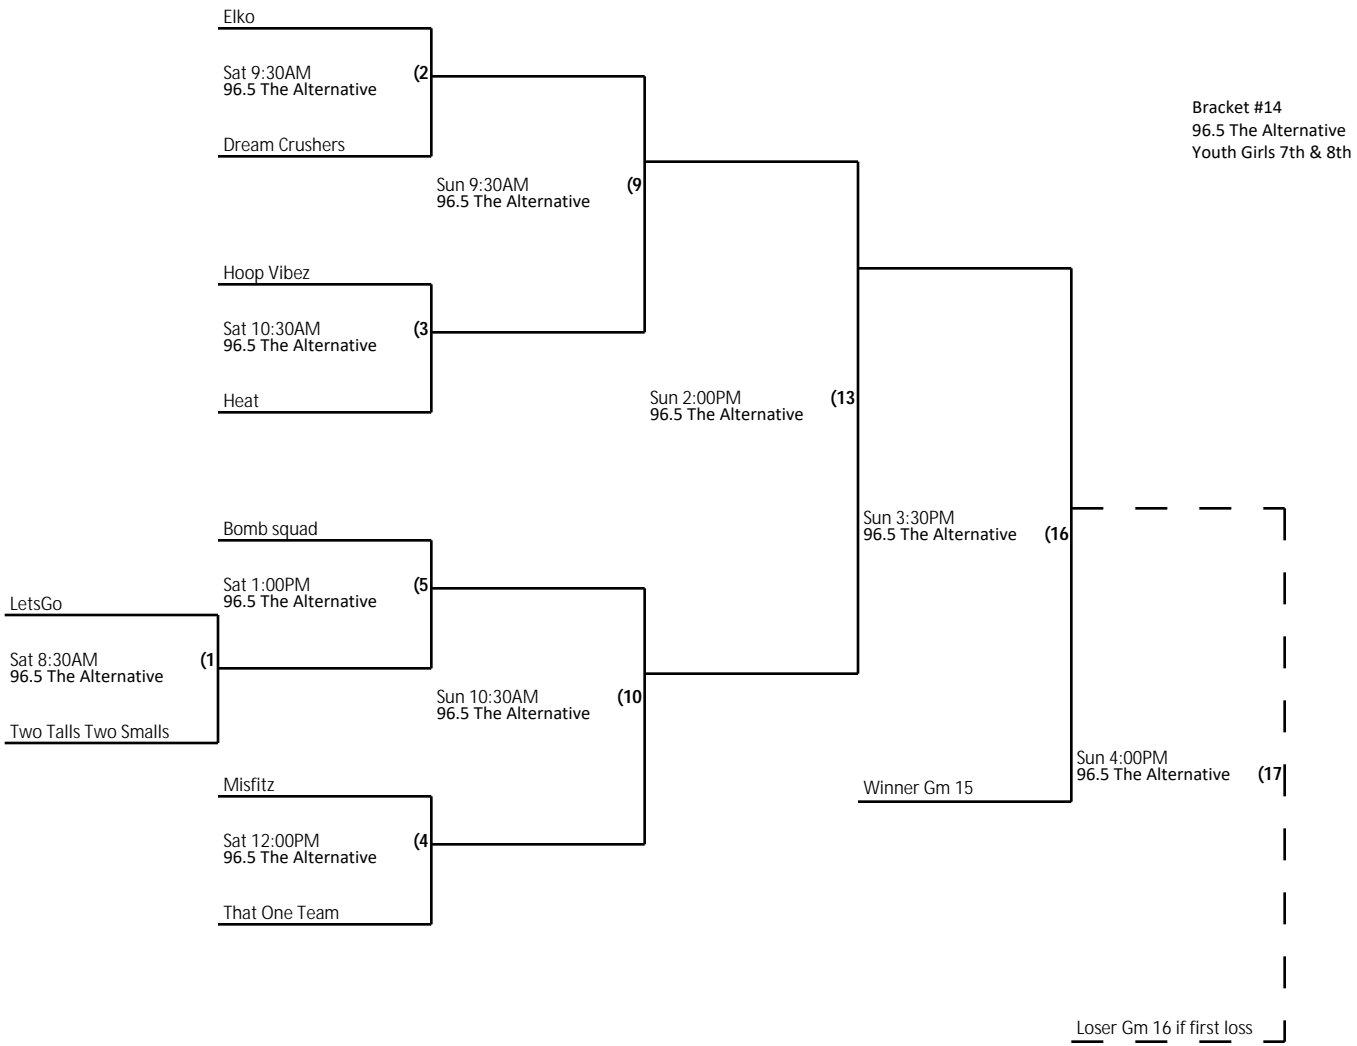 Elko
Sat 9:30AM (2
96.5 The Alternative
Dream Crushers
Bracket #14
96.5 The Alternative
Youth Girls 7th & 8th
Sun 9:30AM (9
96.5 The Alternative
Hoop Vibez
Sat 10:30AM (3
96.5 The Alternative
Heat
Sun 2:00PM (13
96.5 The Alternative
Sun 3:30PM
96.5 The Alternative (16
Bomb squad
Sat 1:00PM (5
96.5 The Alternative
LetsGo
Sat 8:30AM (1
96.5 The Alternative
Two Talls Two Smalls
Sun 10:30AM (10
96.5 The Alternative
Misfitz
Sat 12:00PM (4
96.5 The Alternative
That One Team
Winner Gm 15
Sun 4:00PM
96.5 The Alternative (17
Loser Gm 16 if first loss